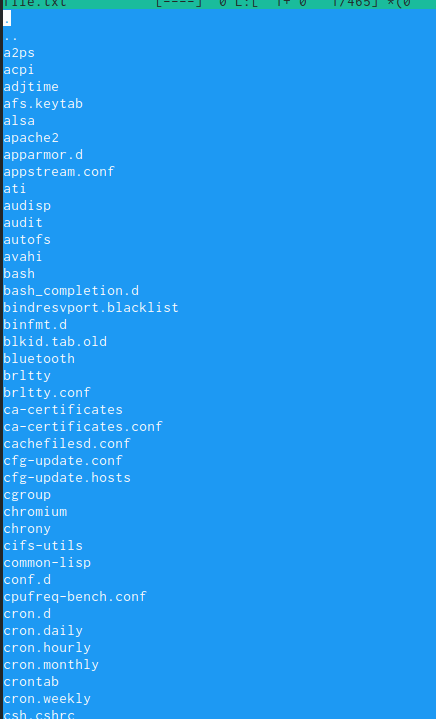 file.txt [----] 0 L:[ 1+ 0 1/465] *(0
.
..
a2ps
acpi
adjtime
afs.keytab
alsa
apache2
apparmor.d
appstream.conf
ati
audisp
audit
autofs
avahi
bash
bash_completion.d
bindresvport.blacklist
binfmt.d
blkid.tab.old
bluetooth
brltty
brltty.conf
ca-certificates
ca-certificates.conf
cachefilesd.conf
cfg-update.conf
cfg-update.hosts
cgroup
chromium
chrony
cifs-utils
common-lisp
conf.d
cpufreq-bench.conf
cron.d
cron.daily
cron.hourly
cron.monthly
crontab
cron.weekly
csh.cshrc